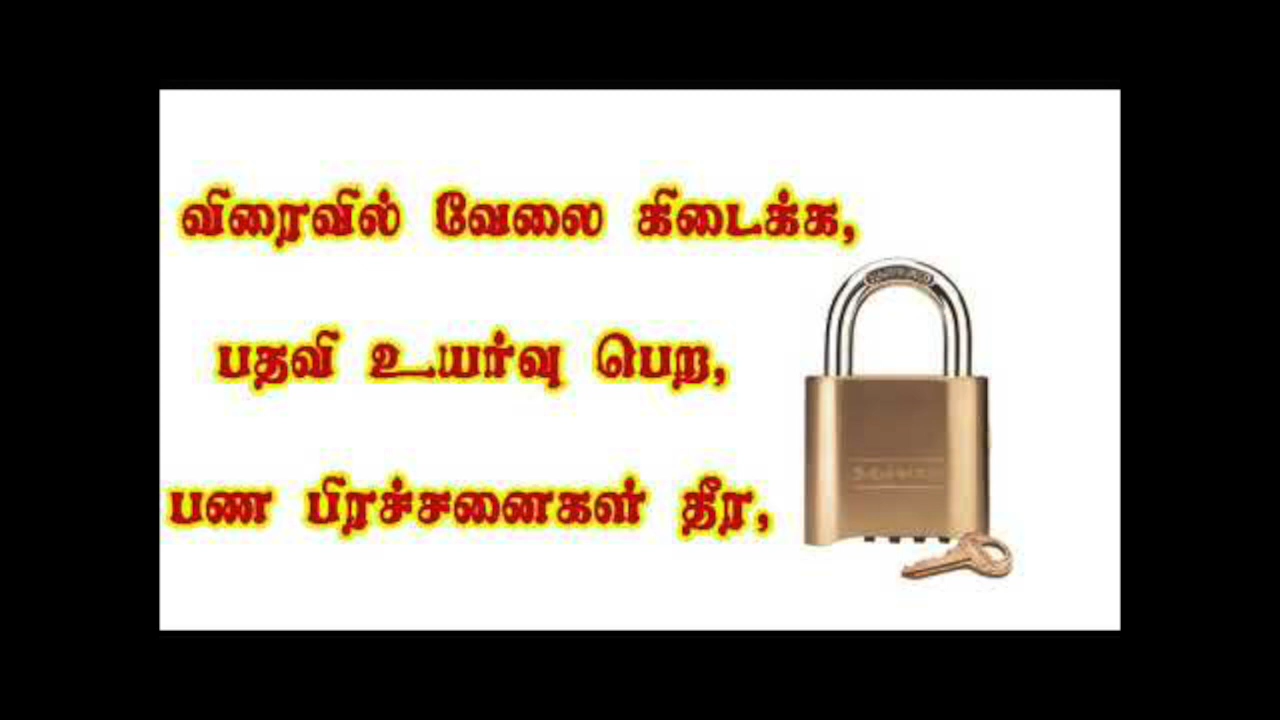 விரைவில் வேலை கிடைக்க,
பதவி உயர்வு பெற,
பண பிரச்சனைகள் தீர,